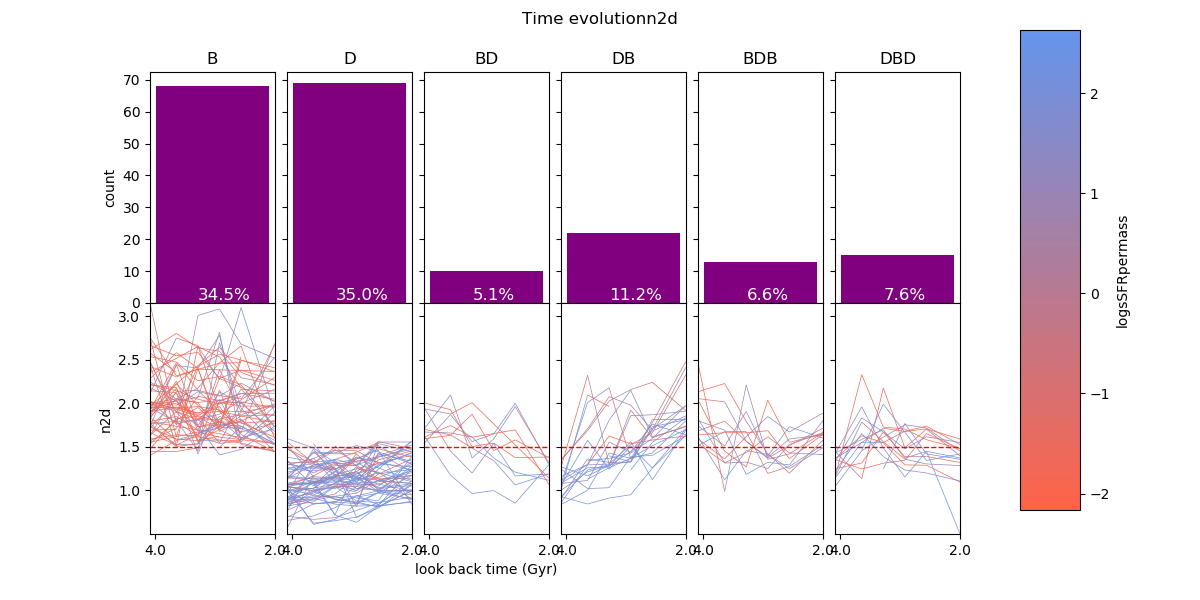 Time evolutionn2d
B D BD DB BDB DBD
70
60
50
40
30
20
10
0
count
34.5% 35.0% 5.1% 11.2% 6.6% 7.6%
3.0
2.5
2.0
1.5
1.0
n2d
4.0 2.0 4.0 2.0 4.0 2.0 4.0 2.0 4.0 2.0 4.0 2.0
look back time (Gyr)
2
1
0
−1
−2
logsSFRpermass